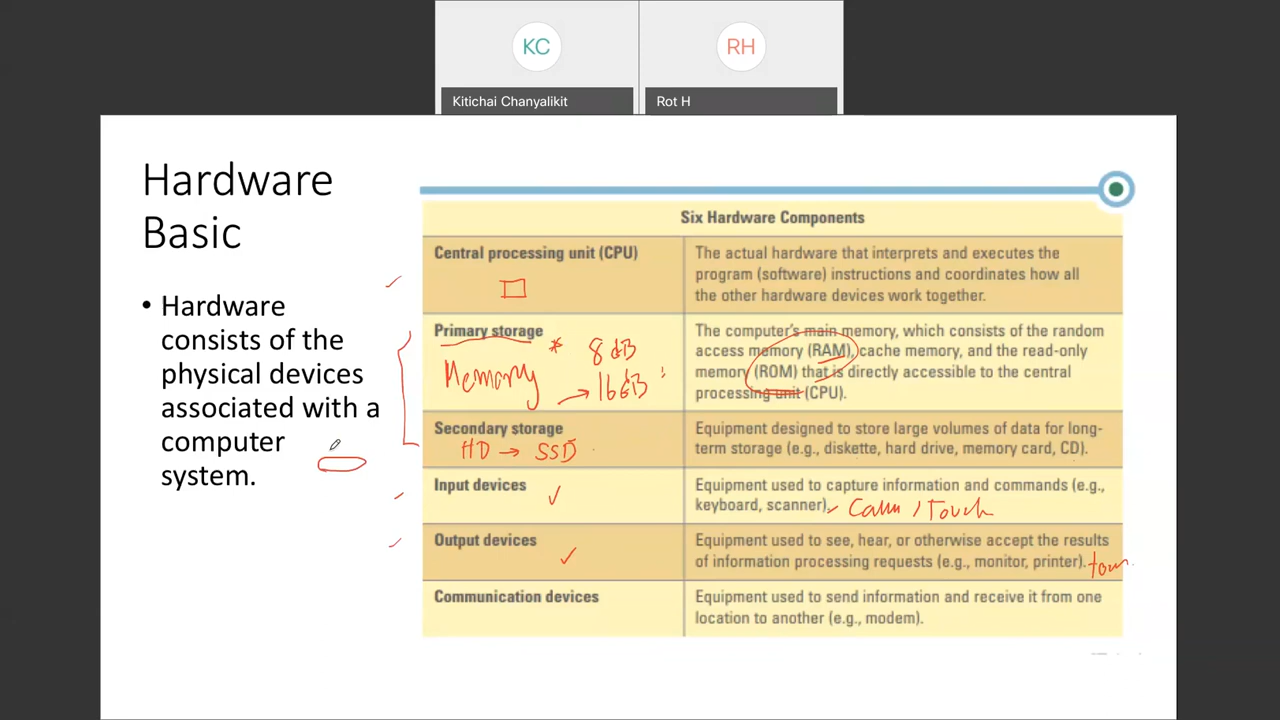 KC
RH
Kitichai Chanyalikit
Rot H
Hardware
Basic
• Hardware
consists of the
physical devices
associated with a
computer
system.
Six Hardware Components
Central processing unit (CPU)
The actual hardware that interprets and executes the
program (software) instructions and coordinates how all
the other hardware devices work together.
Primary storage
* 8 GB
Memory → 16 GB
The computer's main memory, which consists of the random
access memory (RAM), cache memory, and the read-only
memory (ROM) that is directly accessible to the central
processing unit (CPU).
Secondary storage
HD → SSD
Equipment designed to store large volumes of data for long-
term storage (e.g., diskette, hard drive, memory card, CD).
Input devices ✓
Equipment used to capture information and commands (e.g.,
keyboard, scanner). / Touch
Output devices ✓
Equipment used to see, hear, or otherwise accept the results
of information processing requests (e.g., monitor, printer).
Communication devices
Equipment used to send information and receive it from one
location to another (e.g., modem).